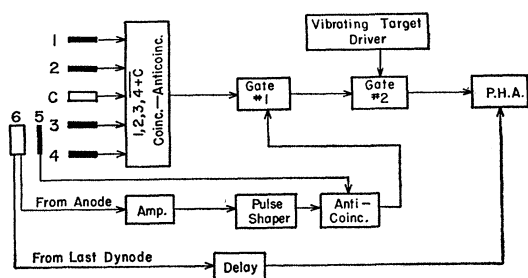 Vibrating Target
Driver
1
2
C
3
4
6
5
1,2,3,4+C
Coinc.-Anticoinc.
Gate
#1
Gate
#2
P.H.A.
From Anode
Amp.
Pulse
Shaper
Anti-
Coinc.
From Last Dynode
Delay